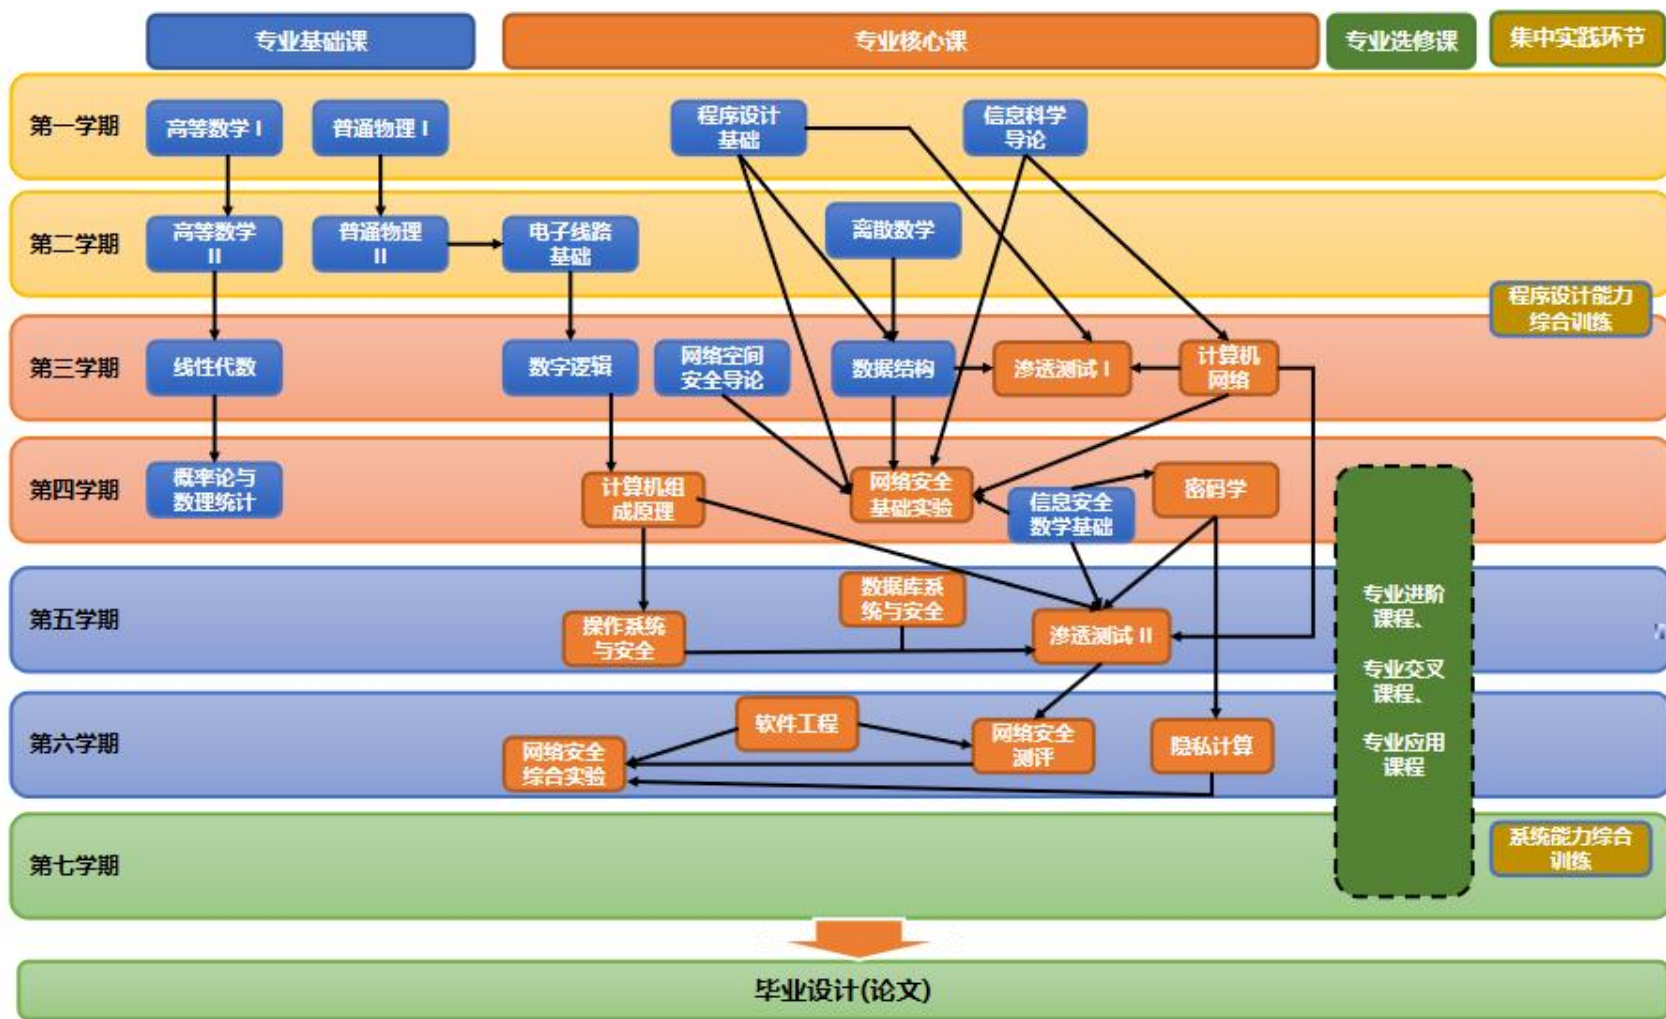 专业基础课
专业核心课
专业选修课
集中实践环节
第一学期
高等数学 I
普通物理 I
程序设计
基础
信息科学
导论
第二学期
高等数学
II
普通物理
II
电子线路
基础
离散数学
程序设计能力
综合训练
第三学期
线性代数
数字逻辑
网络空间
安全导论
数据结构
渗透测试 I
计算机
网络
第四学期
概率论与
数理统计
计算机组
成原理
网络安全
基础实验
信息安全
数学基础
密码学
第五学期
操作系统
与安全
数据库系
统与安全
渗透测试 II
专业进阶
课程、
专业交叉
课程、
专业应用
课程
第六学期
网络安全
综合实验
软件工程
网络安全
测评
隐私计算
第七学期
系统能力综合
训练
毕业设计(论文)